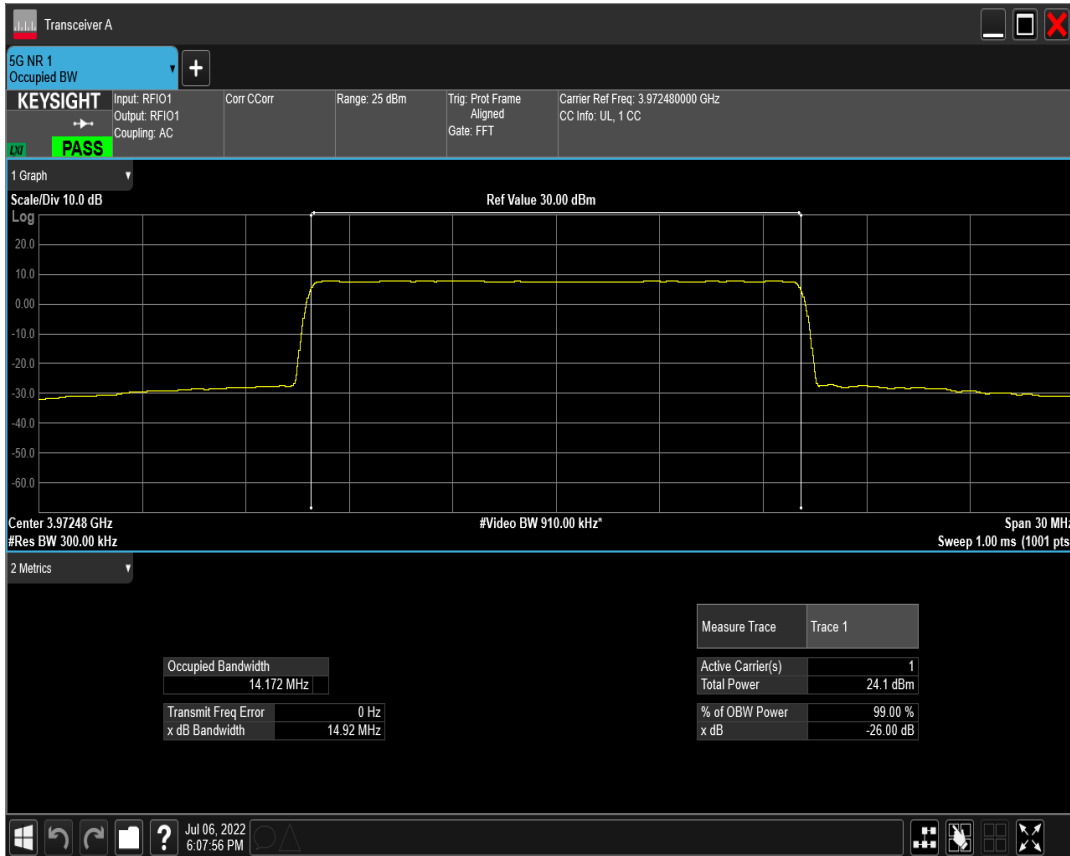 Transceiver A
5G NR 1
Occupied BW
KEYSIGHT
LXI
PASS
Input: RFIO1
Output: RFIO1
Coupling: AC
Corr CCorr
Range: 25 dBm
Trig: Prot Frame
Aligned
Gate: FFT
Carrier Ref Freq: 3.972480000 GHz
CC Info: UL, 1 CC
1 Graph
Scale/Div 10.0 dB
Ref Value 30.00 dBm
Log
20.0
10.0
0.00
-10.0
-20.0
-30.0
-40.0
-50.0
-60.0
Center 3.97248 GHz
#Video BW 910.00 kHz*
Span 30 MHz
#Res BW 300.00 kHz
Sweep 1.00 ms (1001 pts
2 Metrics
Measure Trace Trace 1
Occupied Bandwidth
14.172 MHz
Active Carrier(s) 1
Total Power 24.1 dBm
Transmit Freq Error 0 Hz
x dB Bandwidth 14.92 MHz
% of OBW Power 99.00 %
x dB -26.00 dB
?
Jul 06, 2022
6:07:56 PM